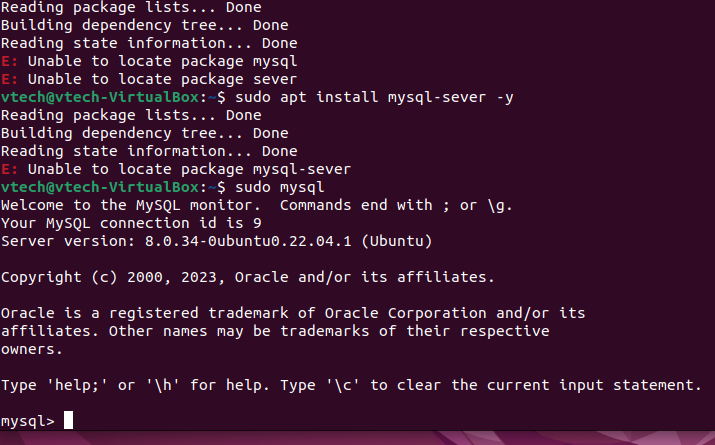 Reading package lists... Done
Building dependency tree... Done
Reading state information... Done
E: Unable to locate package mysql
E: Unable to locate package sever
vtech@vtech-VirtualBox:~$ sudo apt install mysql-sever -y
Reading package lists... Done
Building dependency tree... Done
Reading state information... Done
E: Unable to locate package mysql-sever
vtech@vtech-VirtualBox:~$ sudo mysql
Welcome to the MySQL monitor.  Commands end with ; or \g.
Your MySQL connection id is 9
Server version: 8.0.34-0ubuntu0.22.04.1 (Ubuntu)

Copyright (c) 2000, 2023, Oracle and/or its affiliates.

Oracle is a registered trademark of Oracle Corporation and/or its
affiliates. Other names may be trademarks of their respective
owners.

Type 'help;' or '\h' for help. Type '\c' to clear the current input statement.

mysql>